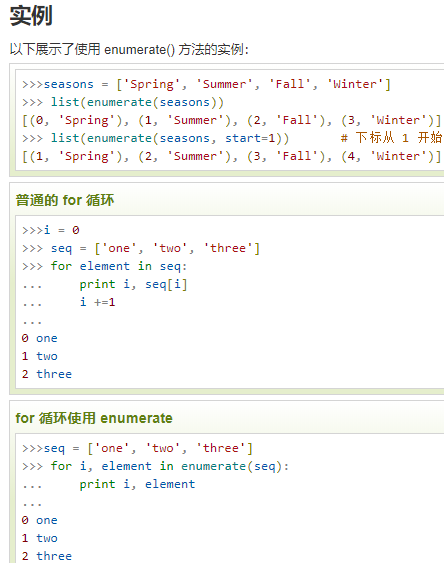 实例
以下展示了使用 enumerate() 方法的实例：
>>>seasons = ['Spring', 'Summer', 'Fall', 'Winter']
>>> list(enumerate(seasons))
[(0, 'Spring'), (1, 'Summer'), (2, 'Fall'), (3, 'Winter')]
>>> list(enumerate(seasons, start=1))       # 下标从 1 开始
[(1, 'Spring'), (2, 'Summer'), (3, 'Fall'), (4, 'Winter')]
普通的 for 循环
>>>i = 0
>>> seq = ['one', 'two', 'three']
>>> for element in seq:
...     print i, seq[i]
...     i +=1
...
0 one
1 two
2 three
for 循环使用 enumerate
>>>seq = ['one', 'two', 'three']
>>> for i, element in enumerate(seq):
...     print i, element
...
0 one
1 two
2 three